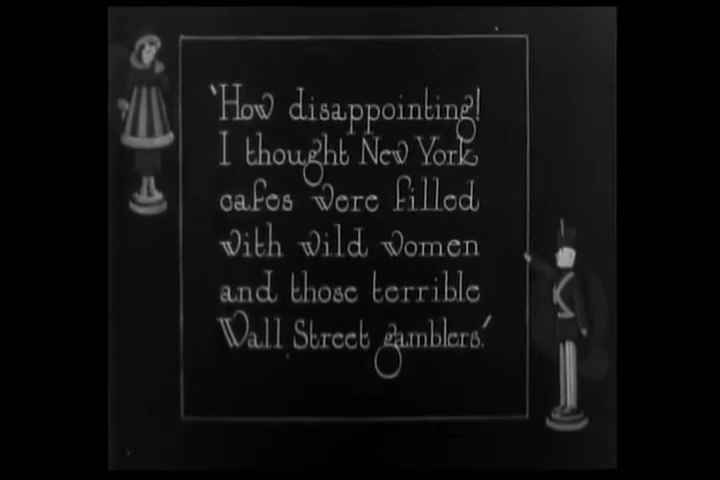 'How disappointing!
I thought New York
cafes were filled
with wild women
and those terrible
Wall Street gamblers.'